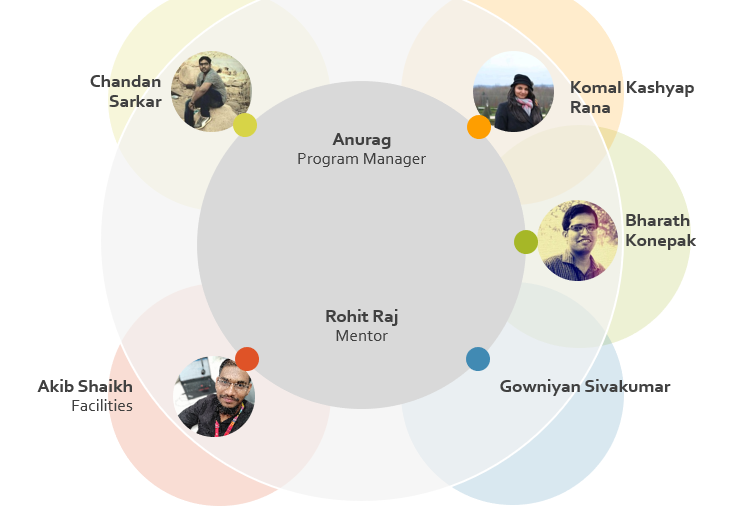 Chandan
Sarkar
Anurag
Program Manager
Komal Kashyap
Rana
Bharath
Konepak
Rohit Raj
Mentor
Akib Shaikh
Facilities
Gowniyan Sivakumar